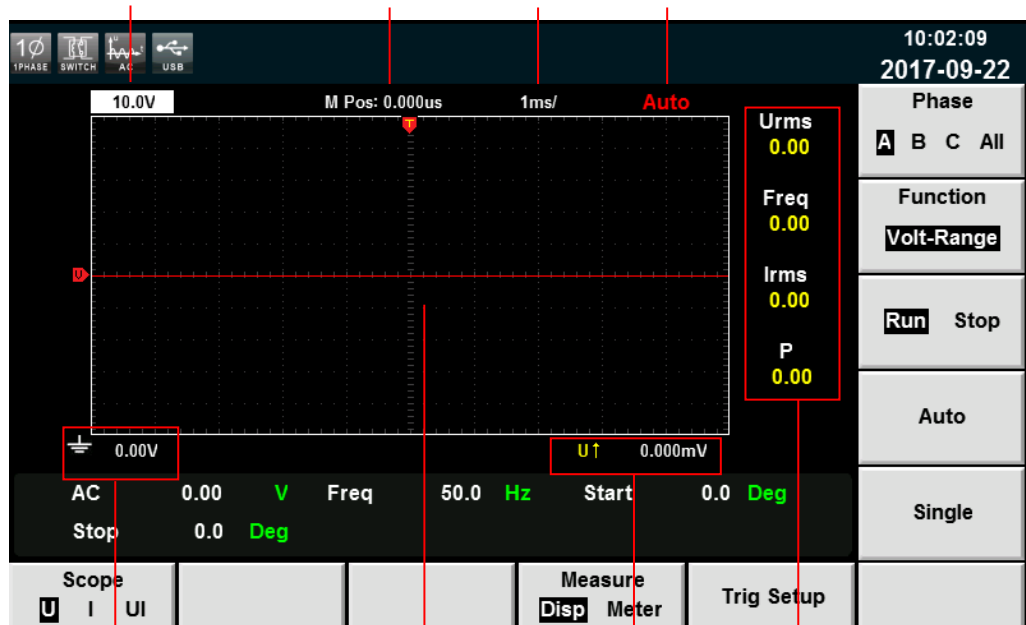 1Ø
1PHASE SWITCH AC USB
10:02:09
2017-09-22
10.0V M Pos: 0.000us 1ms/ Auto
T
U
Urms
0.00
Freq
0.00
Irms
0.00
P
0.00
0.00V U↑ 0.000mV
AC 0.00 V Freq 50.0 Hz Start 0.0 Deg
Stop 0.0 Deg
Phase
A B C All
Function
Volt-Range
Run Stop
Auto
Single
Scope
U I UI
Measure
Disp Meter
Trig Setup